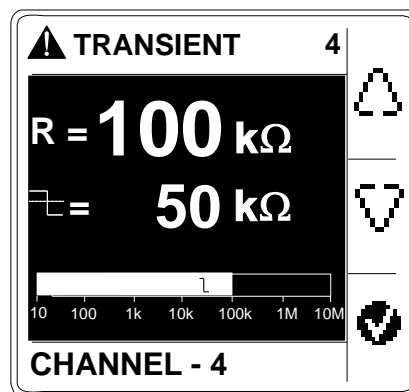 TRANSIENT 4
R = 100 kΩ
= 50 kΩ
10 100 1k 10k 100k 1M 10M
CHANNEL - 4